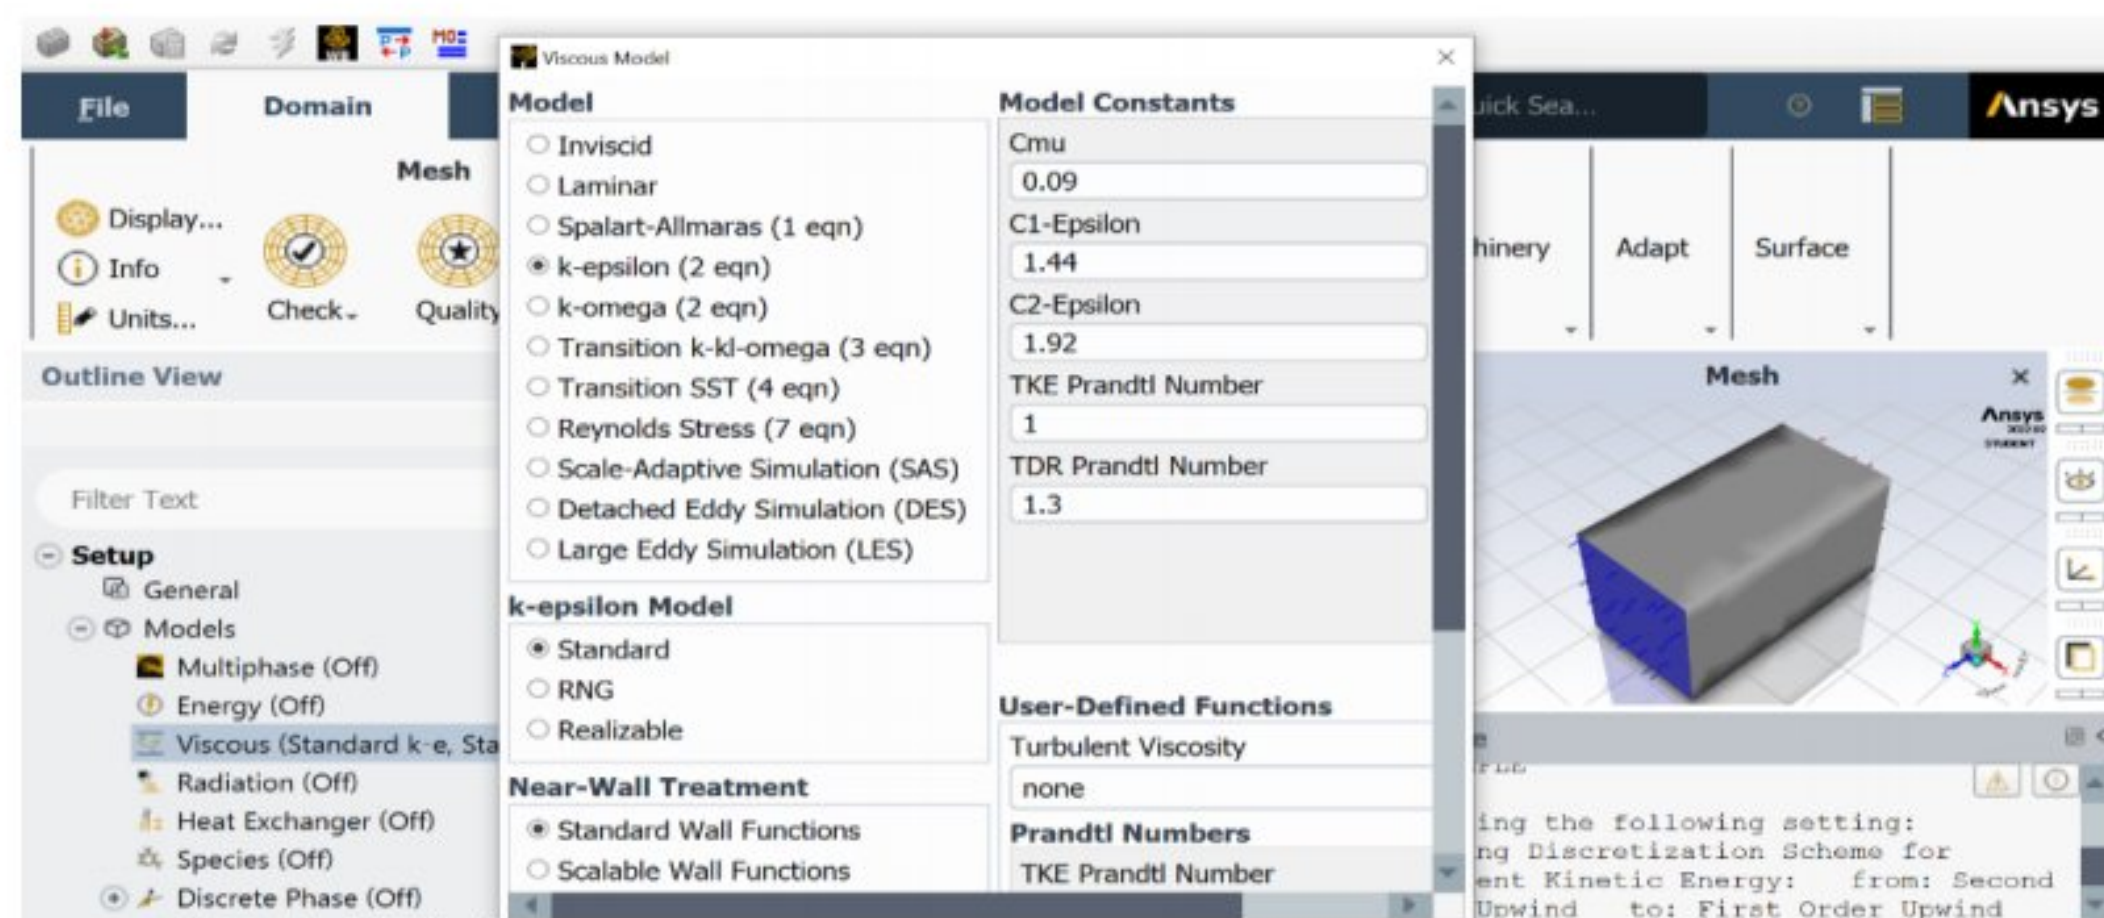 Viscous Model
File
Domain
uick Sea...
Ansys
Mesh
Display...
Info
Units...
Check
Quality
hinery
Adapt
Surface
Outline View
Filter Text
Setup
General
Models
Multiphase (Off)
Energy (Off)
Viscous (Standard k-e, Sta
Radiation (Off)
Heat Exchanger (Off)
Species (Off)
Discrete Phase (Off)
Model
Inviscid
Laminar
Spalart-Allmaras (1 eqn)
k-epsilon (2 eqn)
k-omega (2 eqn)
Transition k-kl-omega (3 eqn)
Transition SST (4 eqn)
Reynolds Stress (7 eqn)
Scale-Adaptive Simulation (SAS)
Detached Eddy Simulation (DES)
Large Eddy Simulation (LES)
k-epsilon Model
Standard
RNG
Realizable
Near-Wall Treatment
Standard Wall Functions
Scalable Wall Functions
Model Constants
Cmu
0.09
C1-Epsilon
1.44
C2-Epsilon
1.92
TKE Prandtl Number
1
TDR Prandtl Number
1.3
User-Defined Functions
Turbulent Viscosity
none
Prandtl Numbers
TKE Prandtl Number
Mesh
Ansys
STUDENT
ing the following setting:
ng Discretization Scheme for
ent Kinetic Energy: from: Second
Upwind to: First Order Upwind